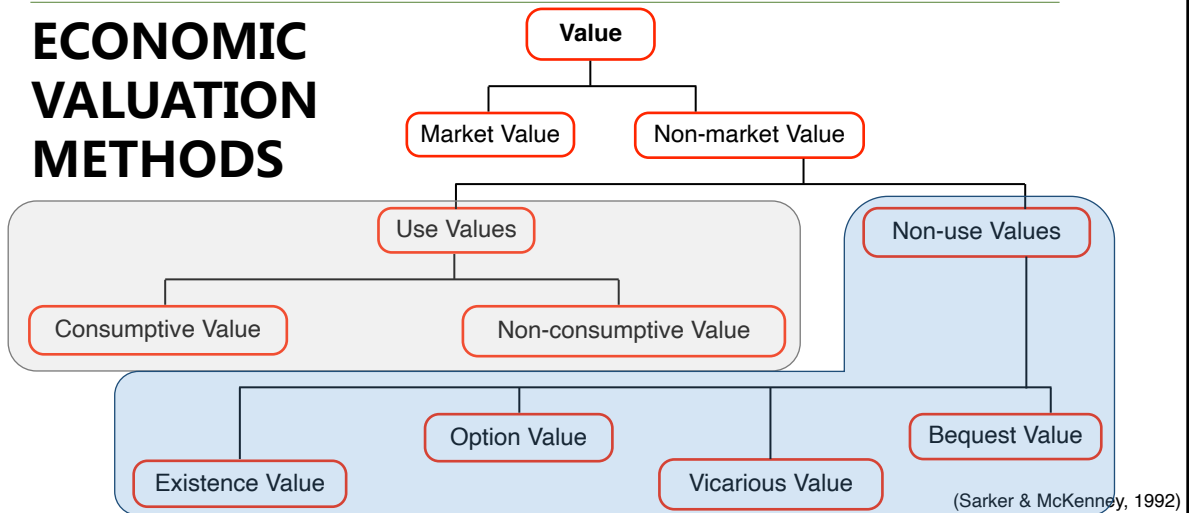 ECONOMIC
VALUATION
METHODS
Value
Market Value
Non-market Value
Use Values
Non-use Values
Consumptive Value
Non-consumptive Value
Option Value
Bequest Value
Existence Value
Vicarious Value
(Sarker & McKenney, 1992)